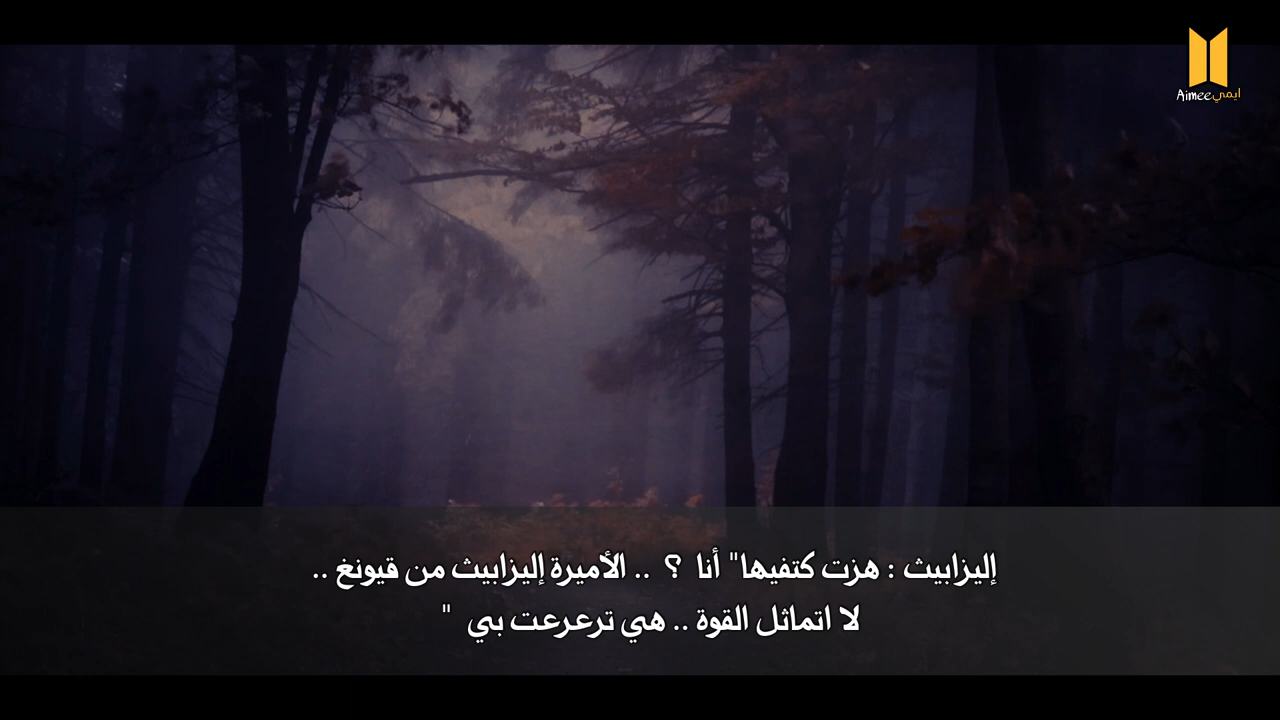 Aimee ايمي
إليزابيث : هزت كتفيها" أنا ؟ .. الأميرة إليزابيث من قيونغ ..
لا اتماثل القوة .. هي ترعرعت بي "